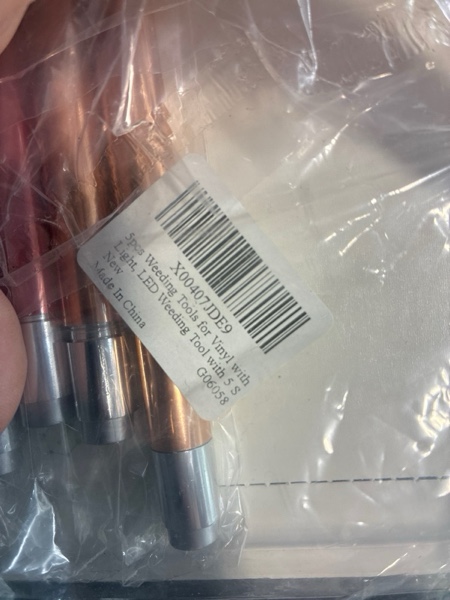 X00407JDE9
5pcs Weeding Tools for Vinyl with
Light, LED Weeding Tool with 5 S
New
G06058
Made In China